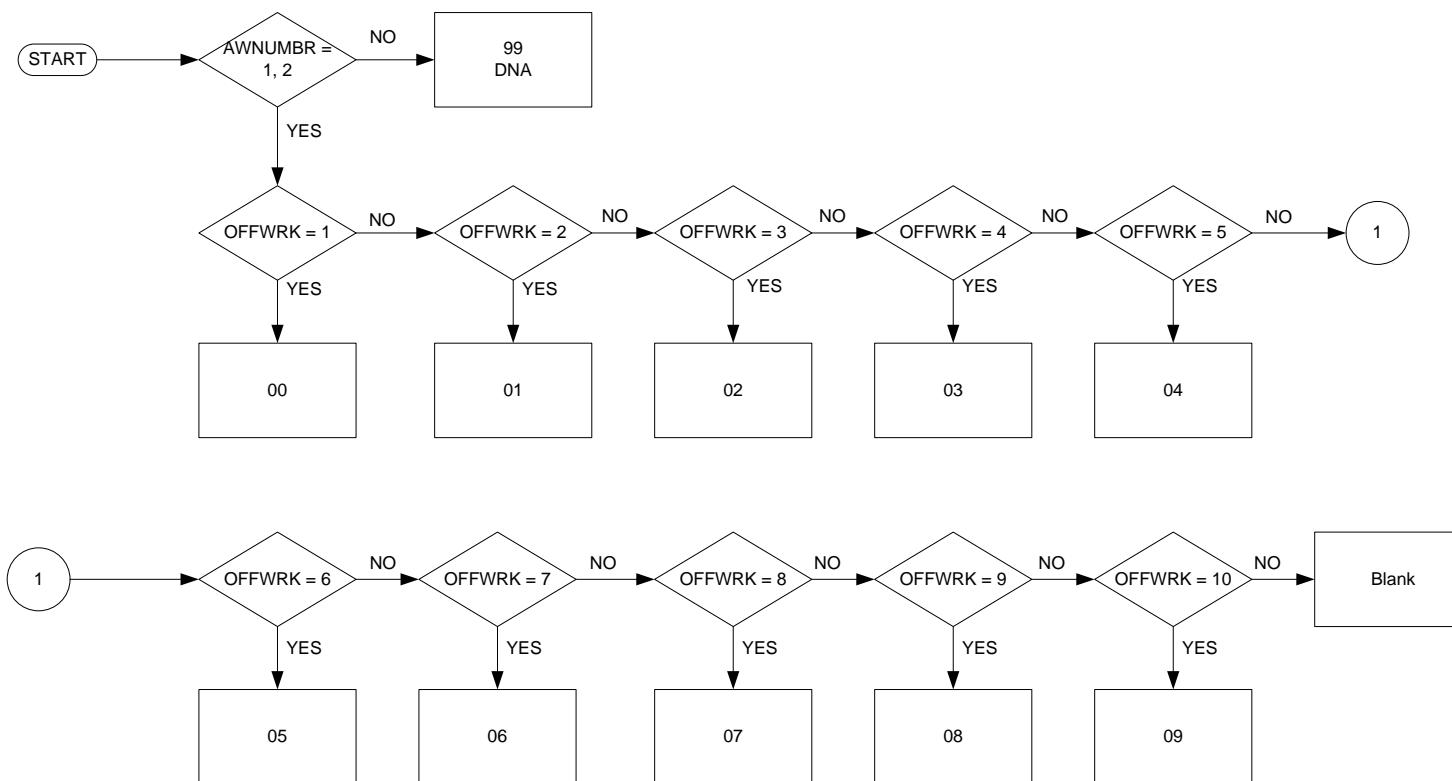 START
AWNUMBR =
1, 2
NO
99
DNA
YES
OFFWRK = 1
NO
OFFWRK = 2
NO
OFFWRK = 3
NO
OFFWRK = 4
NO
OFFWRK = 5
NO
1
YES
YES
YES
YES
YES
00
01
02
03
04
1
OFFWRK = 6
NO
OFFWRK = 7
NO
OFFWRK = 8
NO
OFFWRK = 9
NO
OFFWRK = 10
NO
Blank
YES
YES
YES
YES
YES
05
06
07
08
09